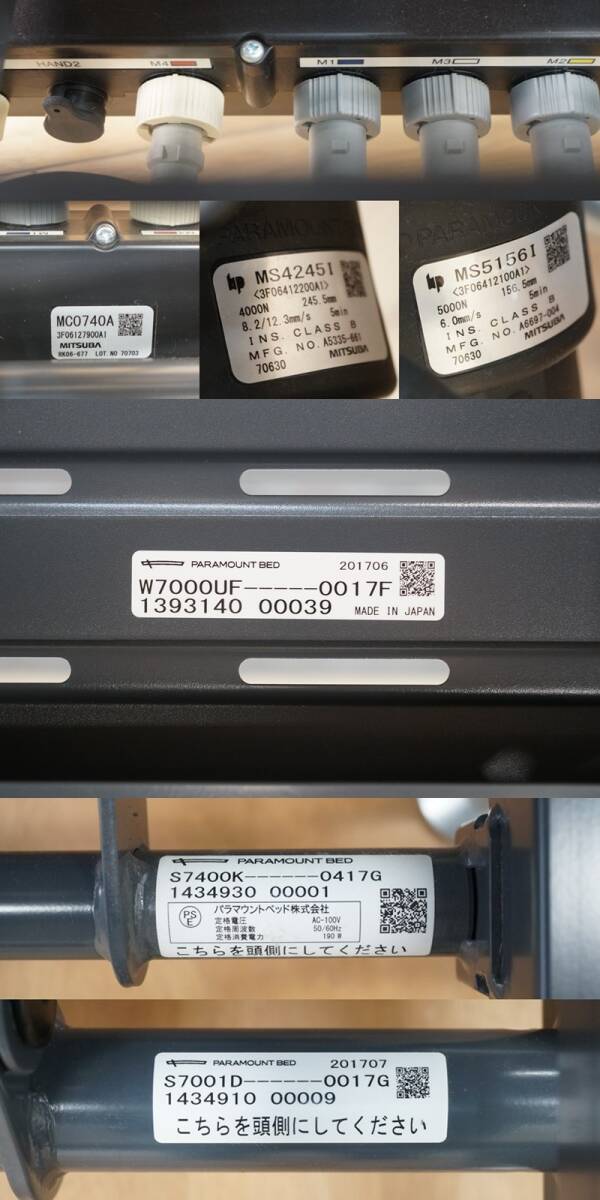 HAND2 M4 M1 M3 M2
MC0740A
3F06127900A1
MITSUBA
RK06-677 LOT.NO 70703
PARAMOUNT
MS4245I
<3F06412200A1>
4000N 245.5mm
8.2/12.3mm/s 5min
INS. CLASS B
MFG. NO. A5335-661
70630 MITSUBA
PARAMOUNT
MS5156I
<3F06412100A1>
5000N 156.5mm
6.0mm/s 5min
INS. CLASS B
MFG. NO. A6697-004
70630 MITSUBA
PARAMOUNT BED 201706
W7000UF-----0017F
1393140 00039 MADE IN JAPAN
PARAMOUNT BED
S7400K------0417G
1434930 00001
PSE パラマウントベッド株式会社
定格電圧 AC-100V
定格周波数 50/60Hz
定格消費電力 190 W
こちらを頭側にしてください
PARAMOUNT BED 201707
S7001D------0017G
1434910 00009
こちらを頭側にしてください